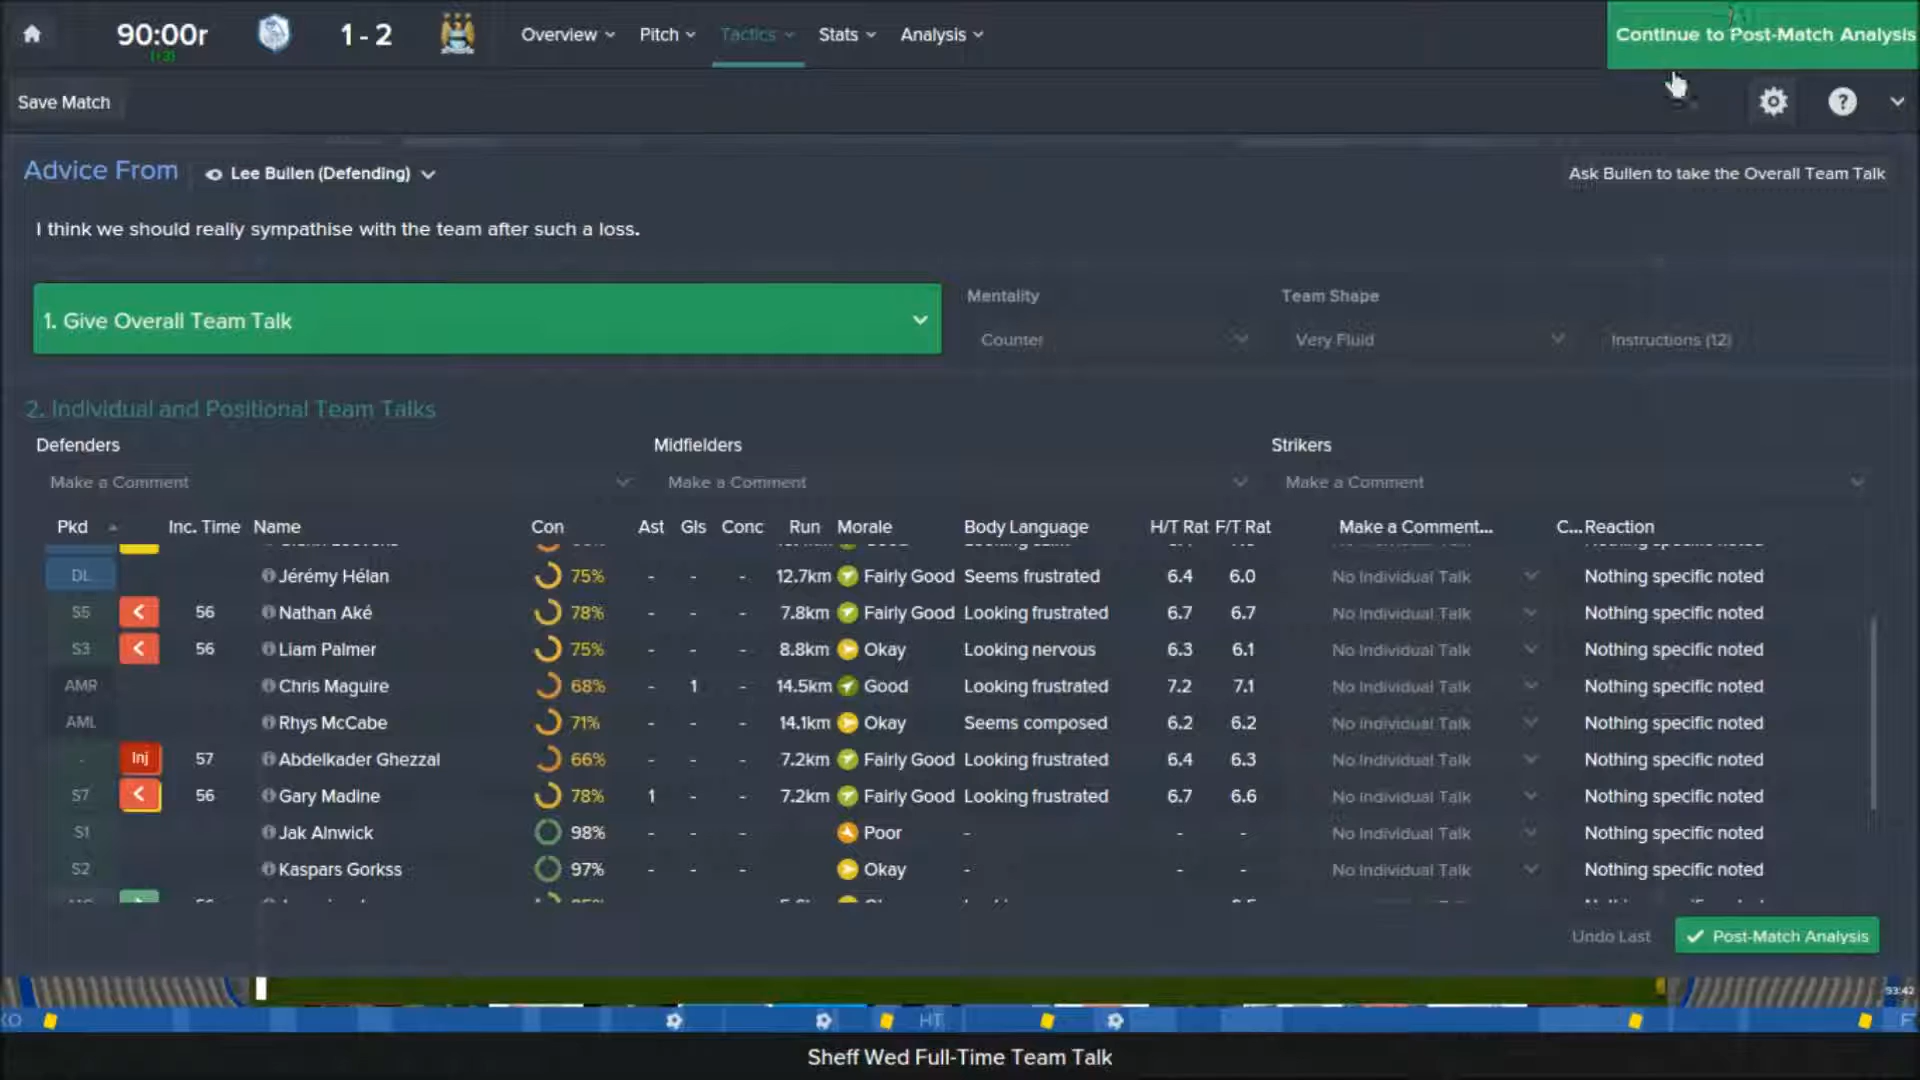 90:00r 1 - 2 Overview Pitch Tactics Stats Analysis Continue to Post-Match Analysis
(+3)
Save Match ?
Advice From Lee Bullen (Defending) Ask Bullen to take the Overall Team Talk
I think we should really sympathise with the team after such a loss.
Mentality Team Shape
1. Give Overall Team Talk Counter Very Fluid Instructions (12)
2. Individual and Positional Team Talks
Defenders Midfielders Strikers
Make a Comment Make a Comment Make a Comment
Pkd Inc. Time Name Con Ast Gls Conc Run Morale Body Language H/T Rat F/T Rat Make a Comment... C... Reaction
DL Jérémy Hélan 75% - - - 12.7km Fairly Good Seems frustrated 6.4 6.0 No Individual Talk Nothing specific noted
S5 < 56 Nathan Aké 78% - - - 7.8km Fairly Good Looking frustrated 6.7 6.7 No Individual Talk Nothing specific noted
S3 < 56 Liam Palmer 75% - - - 8.8km Okay Looking nervous 6.3 6.1 No Individual Talk Nothing specific noted
AMR Chris Maguire 68% - 1 - 14.5km Good Looking frustrated 7.2 7.1 No Individual Talk Nothing specific noted
AML Rhys McCabe 71% - - - 14.1km Okay Seems composed 6.2 6.2 No Individual Talk Nothing specific noted
- Inj 57 Abdelkader Ghezzal 66% - - - 7.2km Fairly Good Looking frustrated 6.4 6.3 No Individual Talk Nothing specific noted
S7 < 56 Gary Madine 78% 1 - - 7.2km Fairly Good Looking frustrated 6.7 6.6 No Individual Talk Nothing specific noted
S1 Jak Alnwick 98% - - - Poor - - - No Individual Talk Nothing specific noted
S2 Kaspars Gorkss 97% - - - Okay - - - No Individual Talk Nothing specific noted
Undo Last Post-Match Analysis
93:42
KO HT F
Sheff Wed Full-Time Team Talk